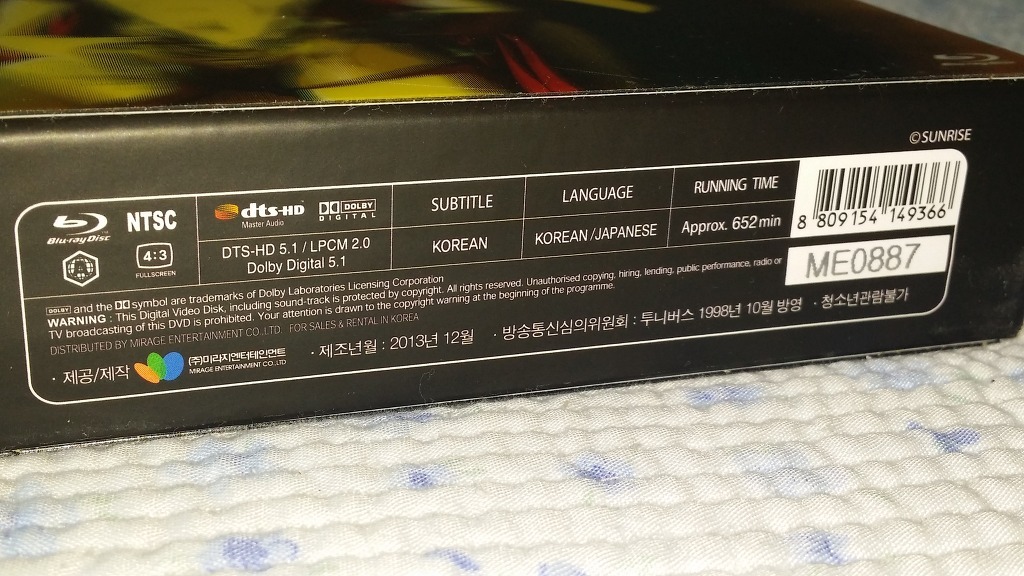 ©SUNRISE
Blu-ray Disc
NTSC
4:3
FULLSCREEN
dts-HD
Master Audio
DOLBY
DIGITAL
DTS-HD 5.1 / LPCM 2.0
Dolby Digital 5.1
SUBTITLE
KOREAN
LANGUAGE
KOREAN /JAPANESE
RUNNING TIME
Approx. 652min
8 809154 149366
ME0887
DOLBY and the symbol are trademarks of Dolby Laboratories Licensing Corporation
WARNING : This Digital Video Disk, including sound-track is protected by copyright. All rights reserved. Unauthorised copying, hiring, lending, public performance, radio or
TV broadcasting of this DVD is prohibited. Your attention is drawn to the copyright warning at the beginning of the programme.
DISTRIBUTED BY MIRAGE ENTERTAINMENT CO.,LTD. FOR SALES & RENTAL IN KOREA
· 제공/제작 (주)미라지엔터테인먼트 · 제조년월 : 2013년 12월 · 방송통신심의위원회 : 투니버스 1998년 10월 방영 · 청소년관람불가
MIRAGE ENTERTAINMENT CO.,LTD